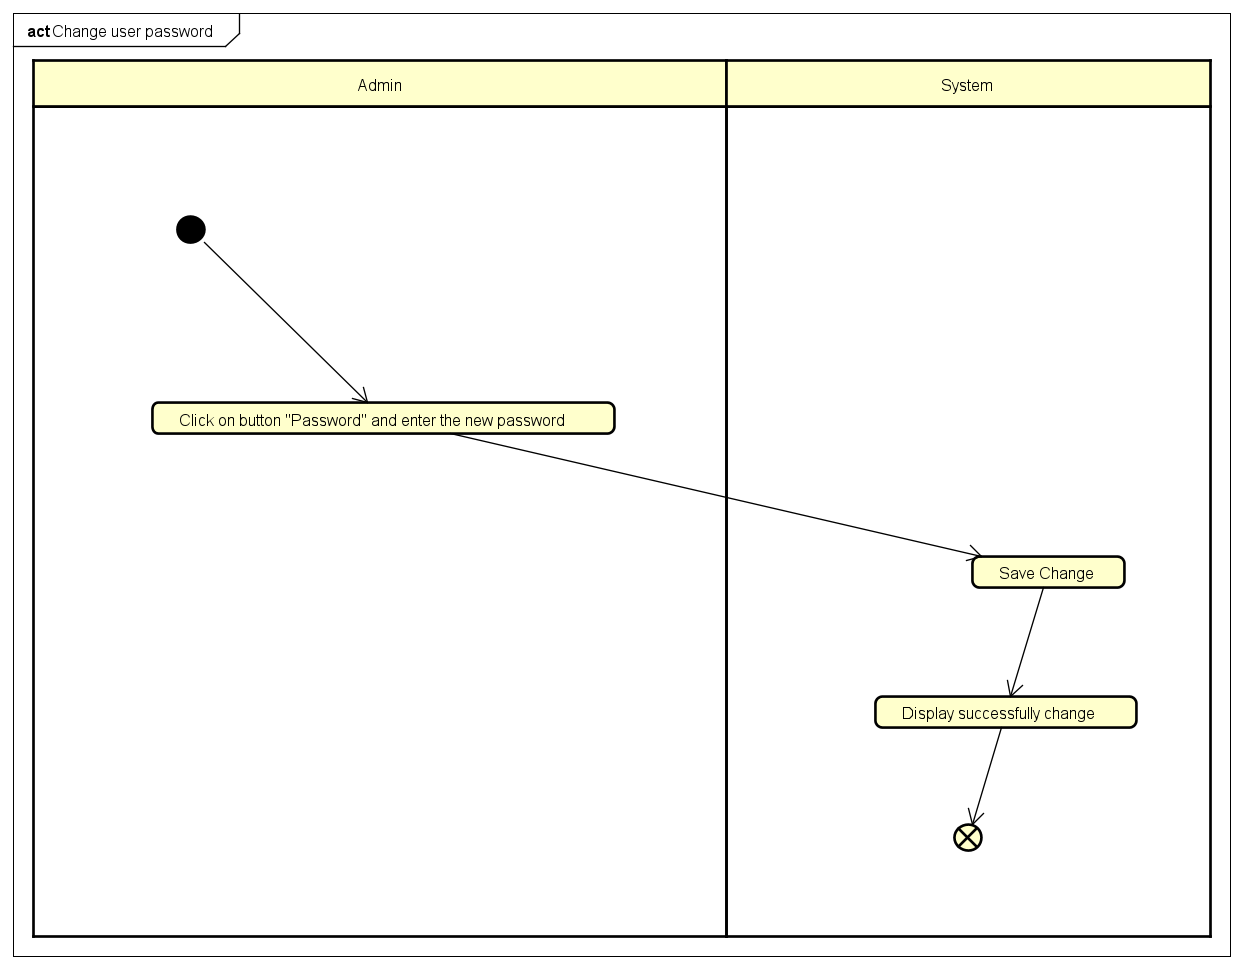 act Change user password
Admin
System
Click on button "Password" and enter the new password
Save Change
Display successfully change